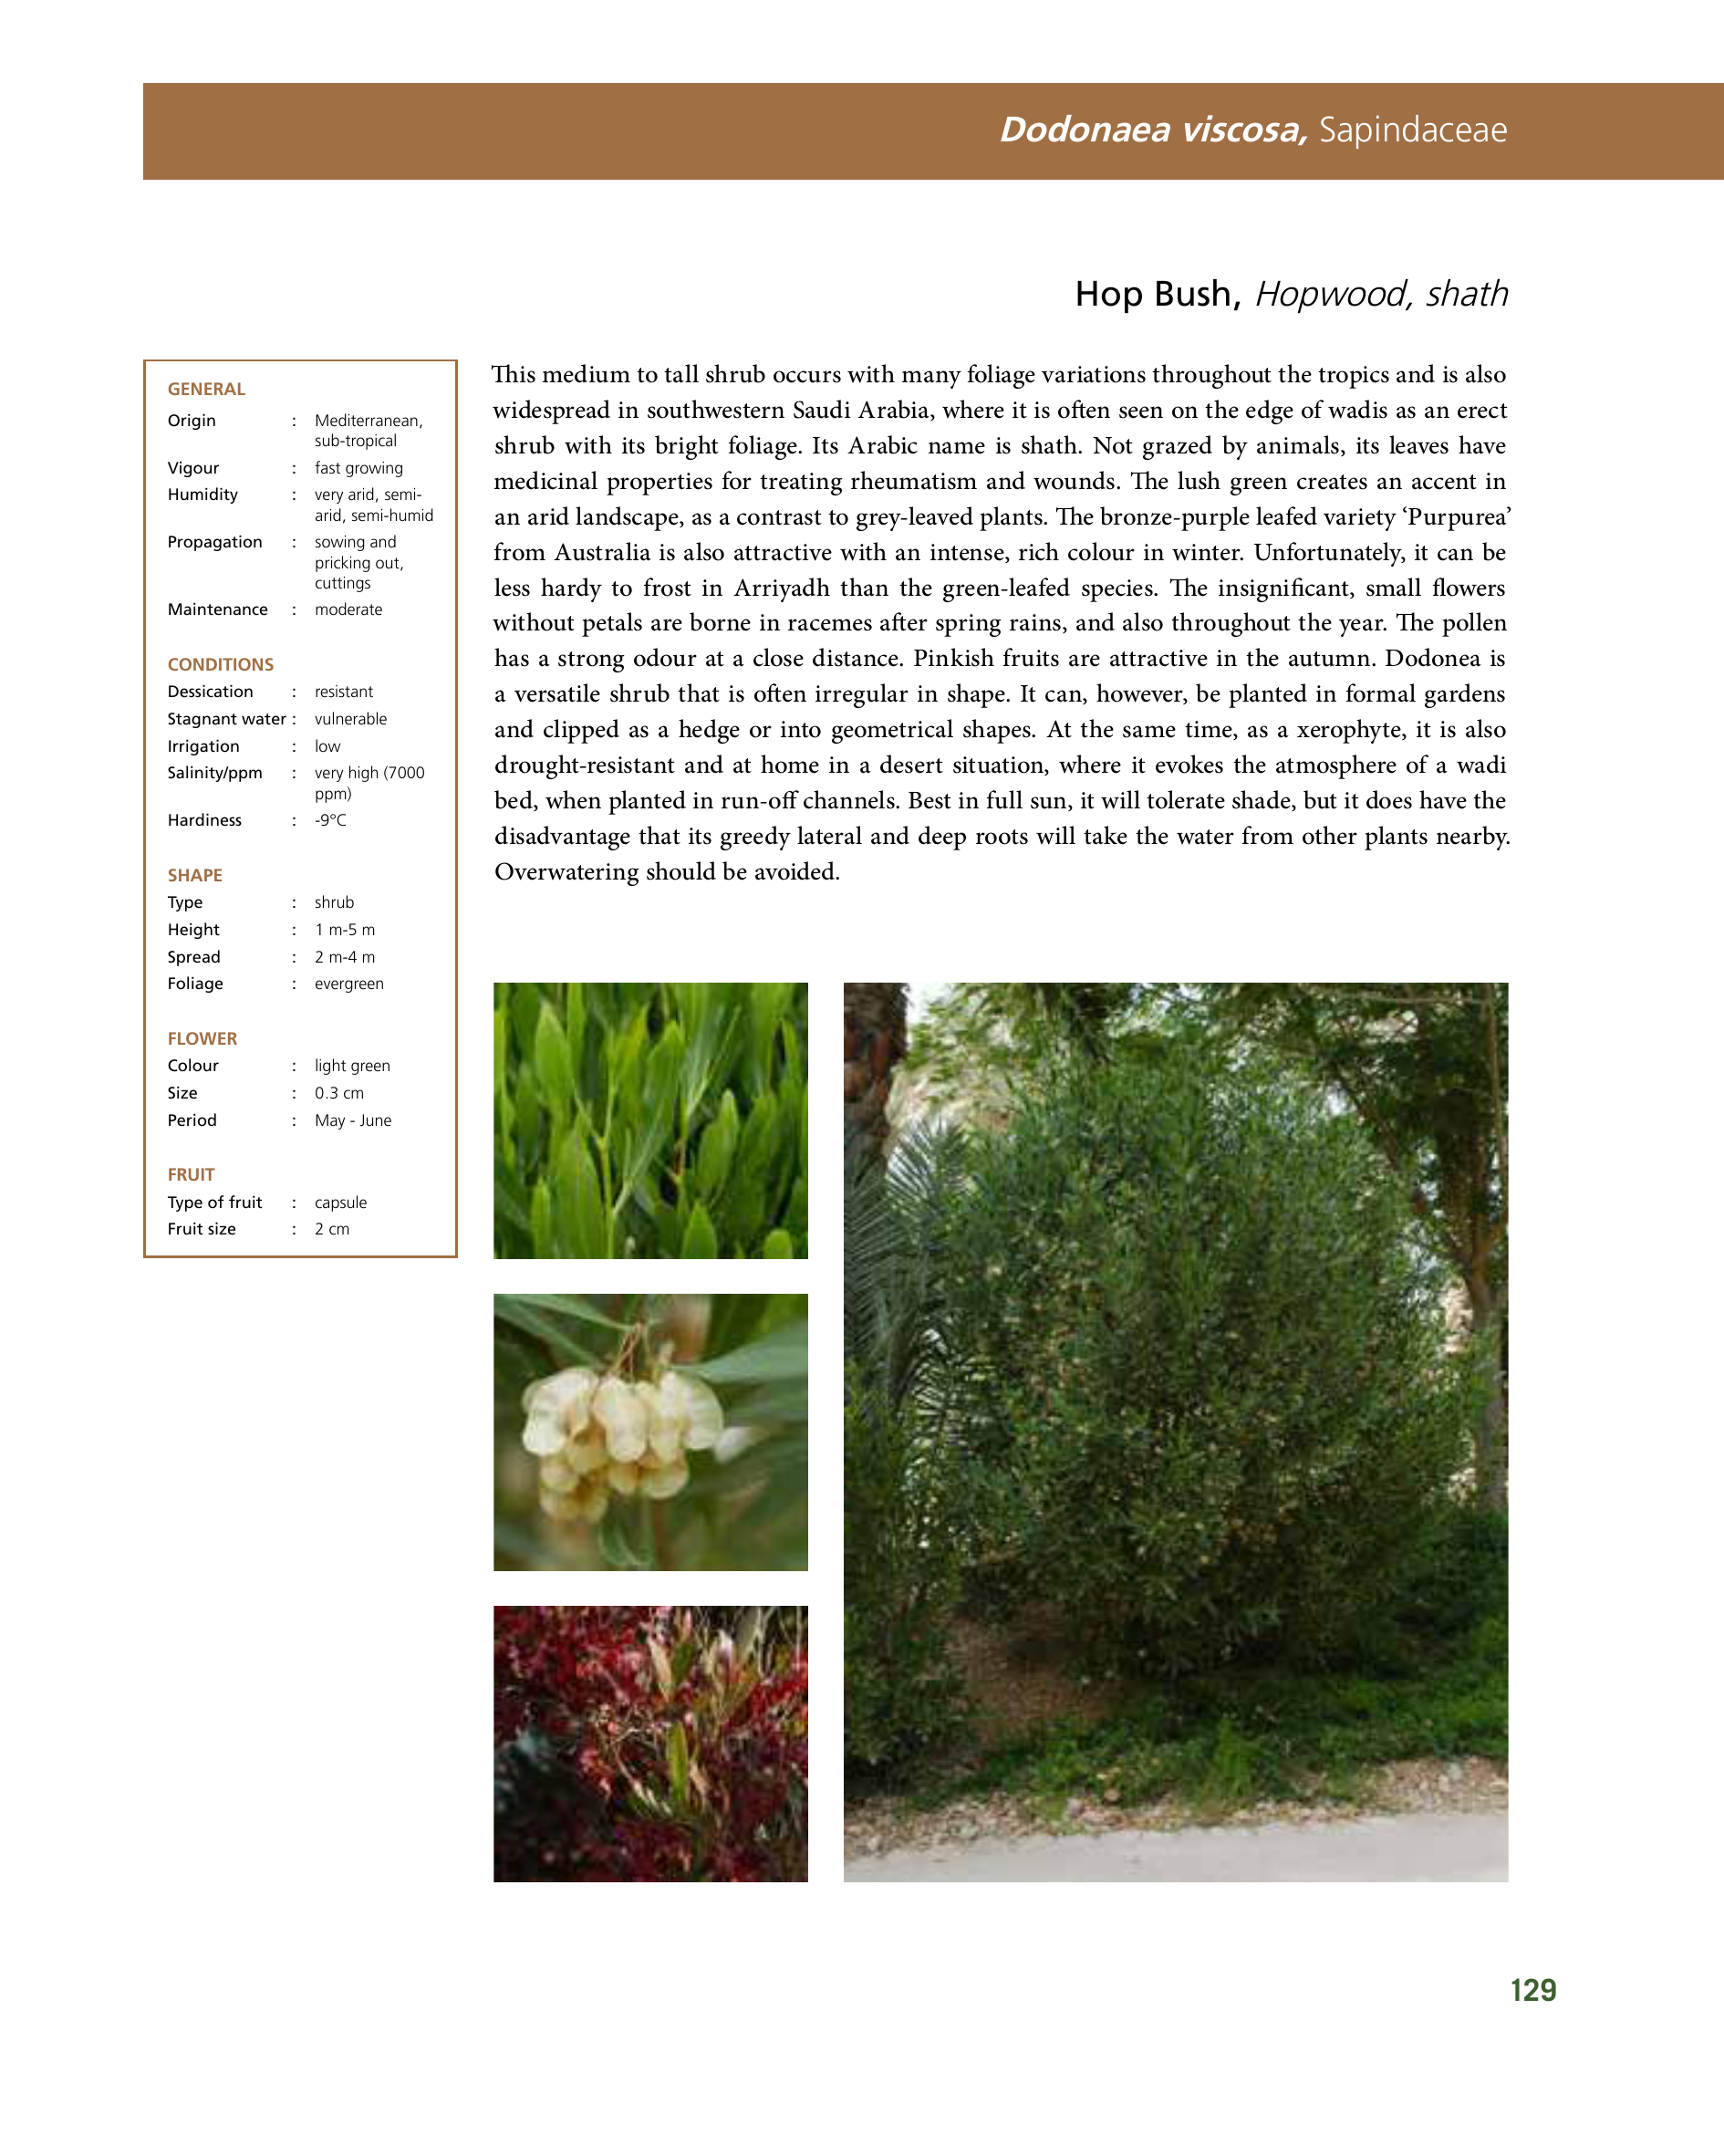 Dodonaea viscosa, Sapindaceae
Hop Bush, Hopwood, shath
GENERAL
Origin : Mediterranean,
sub-tropical
Vigour : fast growing
Humidity : very arid, semi-
arid, semi-humid
Propagation : sowing and
pricking out,
cuttings
Maintenance : moderate
CONDITIONS
Dessication : resistant
Stagnant water : vulnerable
Irrigation : low
Salinity/ppm : very high (7000
ppm)
Hardiness : -9°C
SHAPE
Type : shrub
Height : 1 m-5 m
Spread : 2 m-4 m
Foliage : evergreen
FLOWER
Colour : light green
Size : 0.3 cm
Period : May - June
FRUIT
Type of fruit : capsule
Fruit size : 2 cm
This medium to tall shrub occurs with many foliage variations throughout the tropics and is also
widespread in southwestern Saudi Arabia, where it is often seen on the edge of wadis as an erect
shrub with its bright foliage. Its Arabic name is shath. Not grazed by animals, its leaves have
medicinal properties for treating rheumatism and wounds. The lush green creates an accent in
an arid landscape, as a contrast to grey-leaved plants. The bronze-purple leafed variety ‘Purpurea’
from Australia is also attractive with an intense, rich colour in winter. Unfortunately, it can be
less hardy to frost in Arriyadh than the green-leafed species. The insignificant, small flowers
without petals are borne in racemes after spring rains, and also throughout the year. The pollen
has a strong odour at a close distance. Pinkish fruits are attractive in the autumn. Dodonea is
a versatile shrub that is often irregular in shape. It can, however, be planted in formal gardens
and clipped as a hedge or into geometrical shapes. At the same time, as a xerophyte, it is also
drought-resistant and at home in a desert situation, where it evokes the atmosphere of a wadi
bed, when planted in run-off channels. Best in full sun, it will tolerate shade, but it does have the
disadvantage that its greedy lateral and deep roots will take the water from other plants nearby.
Overwatering should be avoided.
129